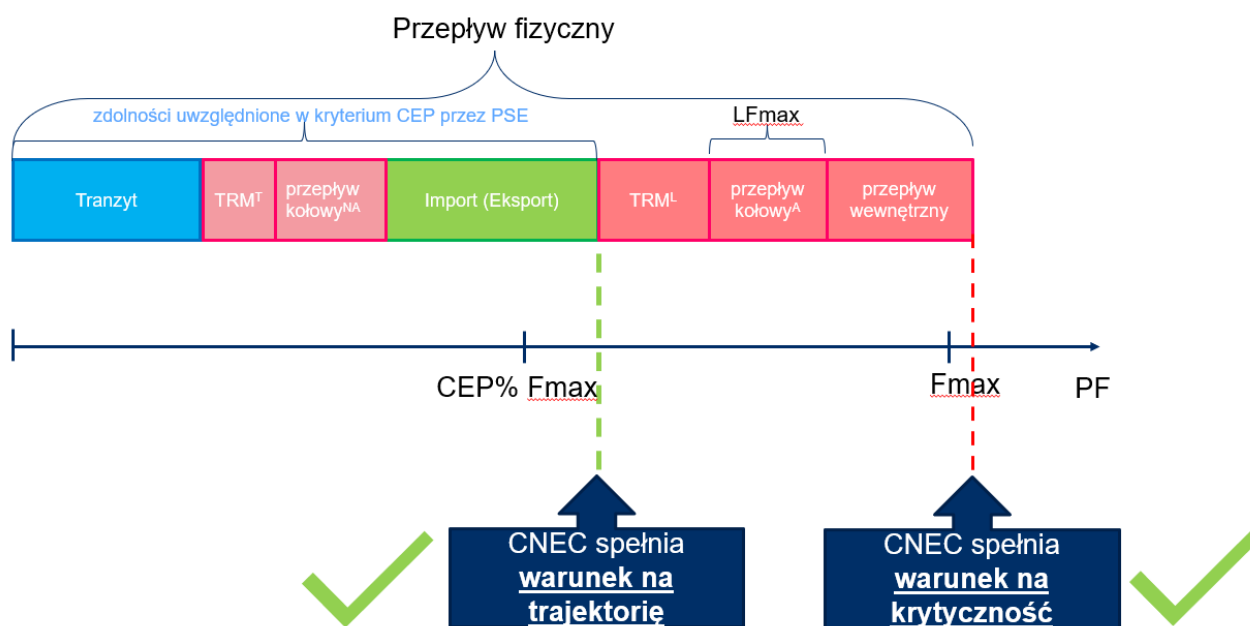 Przepływ fizyczny
zdolności uwzględnione w kryterium CEP przez PSE
LFmax
Tranzyt
TRMᵀ
przepływ
kołowyᴺᴬ
Import (Eksport)
TRMᴸ
przepływ
kołowyᴬ
przepływ
wewnętrzny
CEP% Fmax
Fmax
PF
CNEC spełnia
warunek na
trajektorię
CNEC spełnia
warunek na
krytyczność